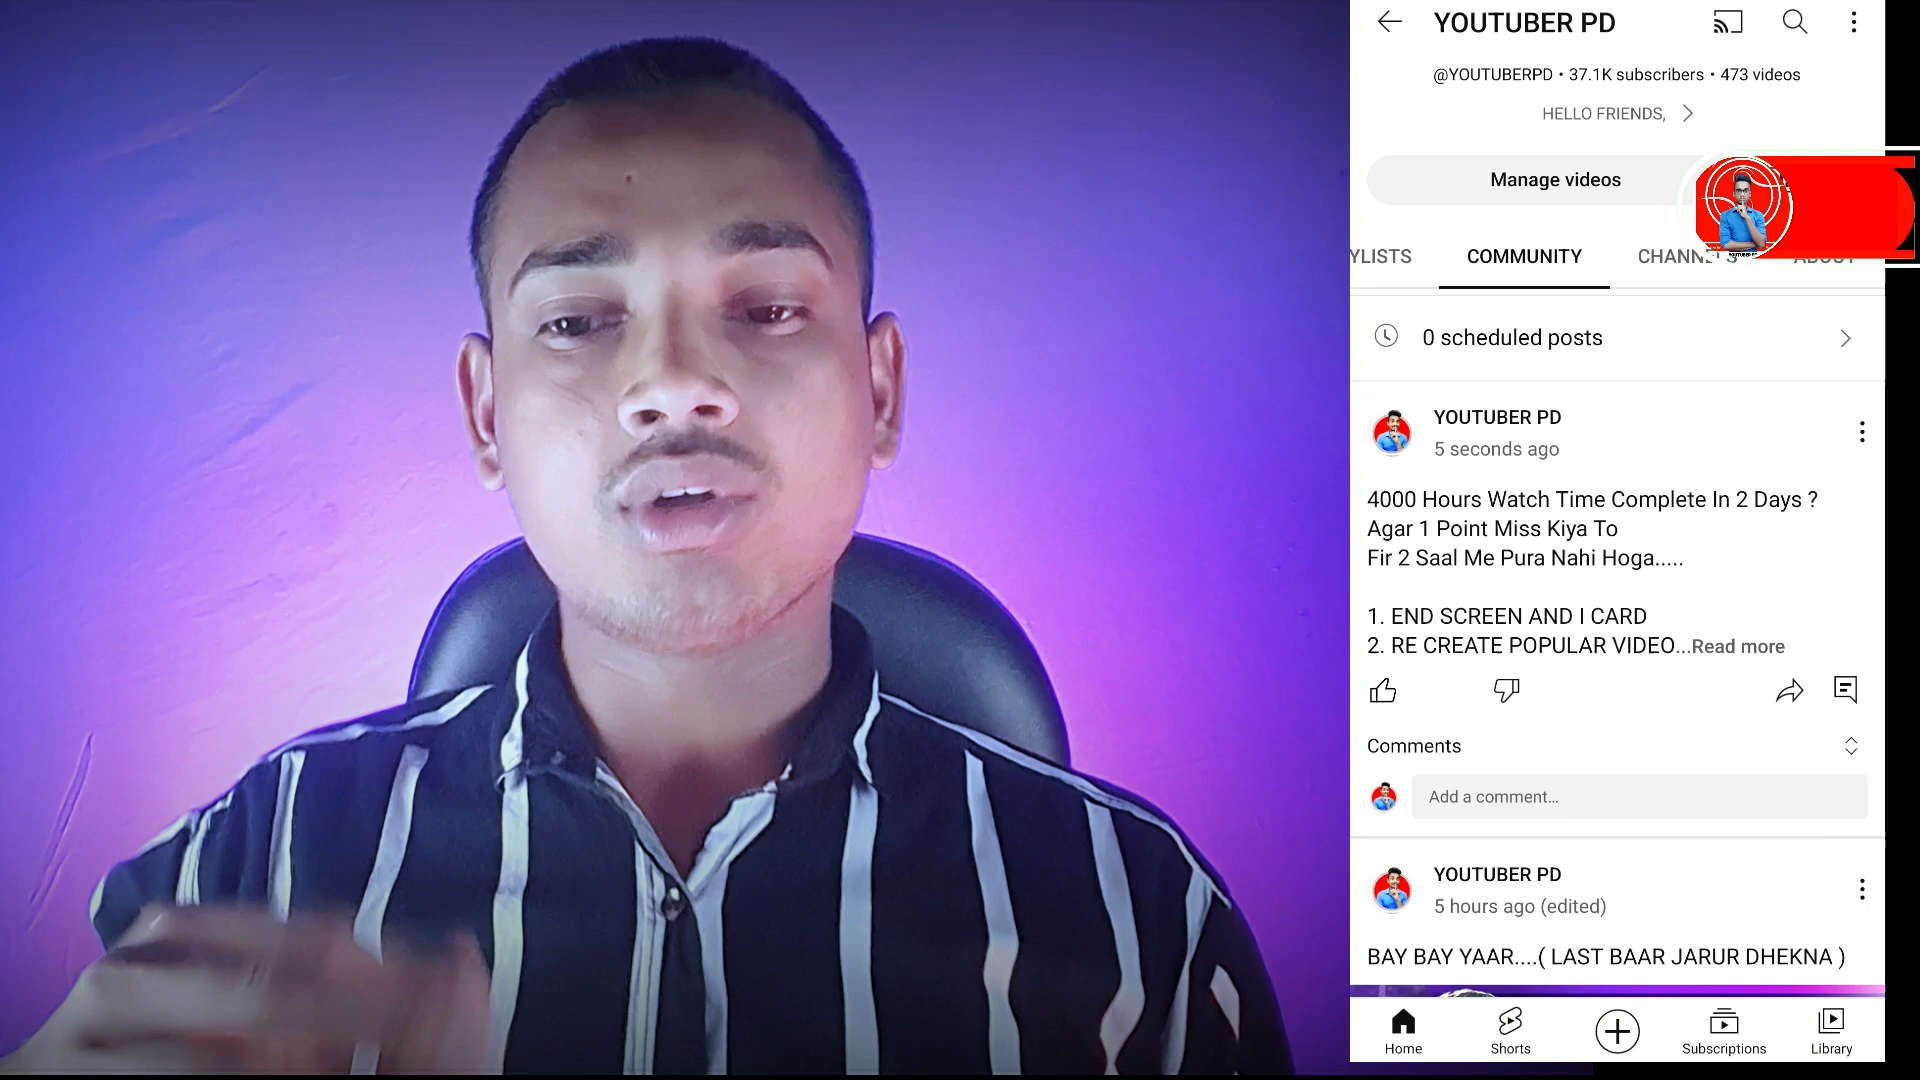 YOUTUBER PD
@YOUTUBERPD • 37.1K subscribers • 473 videos
HELLO FRIENDS,
Manage videos
YLISTS COMMUNITY
0 scheduled posts
YOUTUBER PD
5 seconds ago
4000 Hours Watch Time Complete In 2 Days ?
Agar 1 Point Miss Kiya To
Fir 2 Saal Me Pura Nahi Hoga.....
1. END SCREEN AND I CARD
2. RE CREATE POPULAR VIDEO...Read more
Comments
Add a comment...
YOUTUBER PD
5 hours ago (edited)
BAY BAY YAAR....( LAST BAAR JARUR DHEKNA )
Home Shorts Subscriptions Library